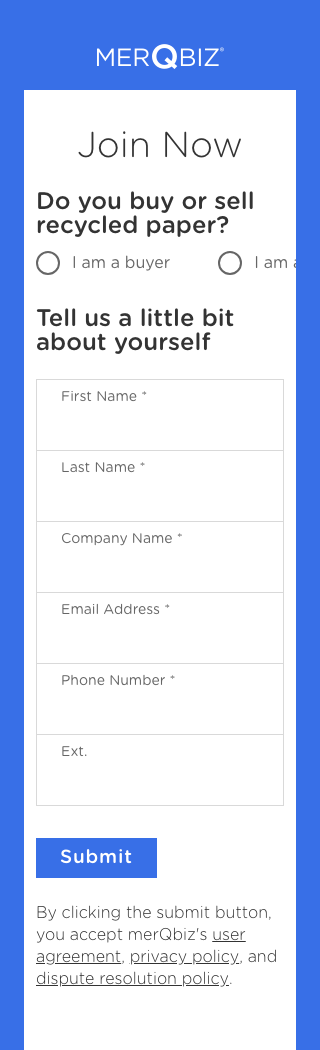 MERQBIZ®
Join Now
Do you buy or sell
recycled paper?
I am a buyer
I am
Tell us a little bit
about yourself
First Name *
Last Name *
Company Name *
Email Address *
Phone Number *
Ext.
Submit
By clicking the submit button,
you accept merQbiz's user
agreement, privacy policy, and
dispute resolution policy.